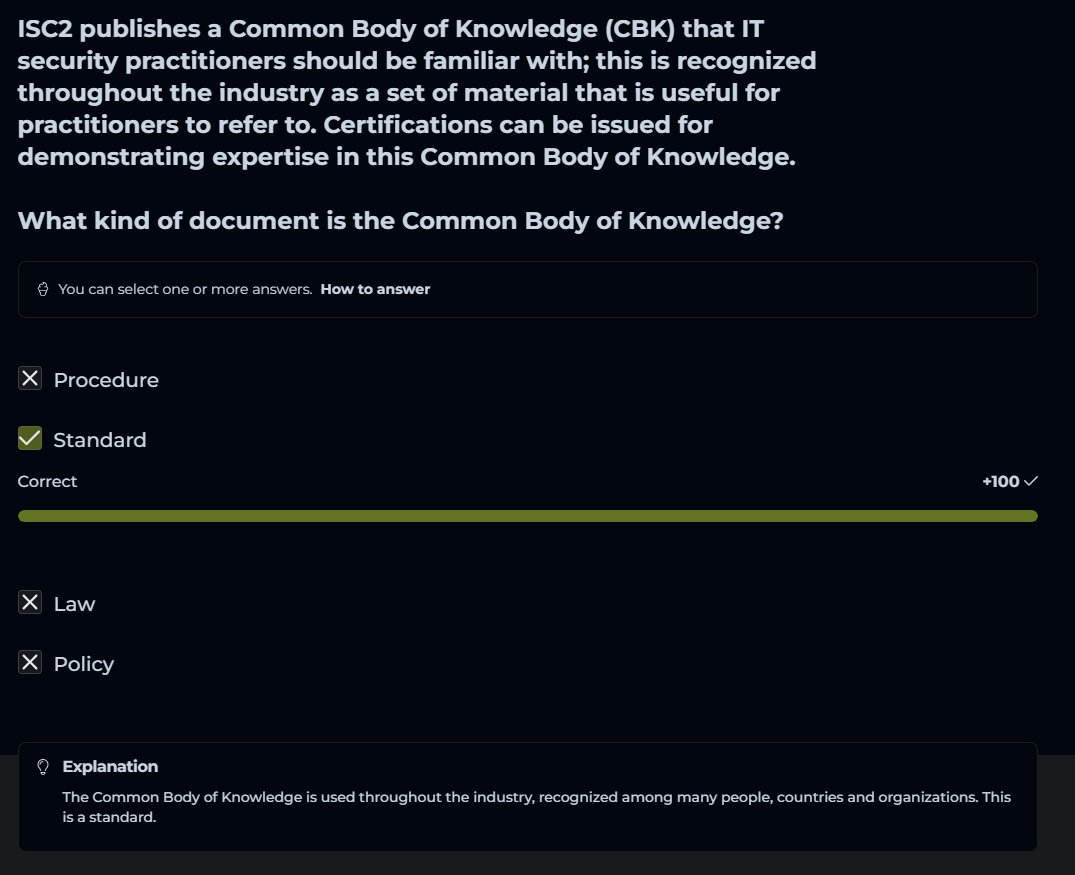 ISC2 publishes a Common Body of Knowledge (CBK) that IT
security practitioners should be familiar with; this is recognized
throughout the industry as a set of material that is useful for
practitioners to refer to. Certifications can be issued for
demonstrating expertise in this Common Body of Knowledge.
What kind of document is the Common Body of Knowledge?
You can select one or more answers. How to answer
Procedure
Standard
Correct +100
Law
Policy
Explanation
The Common Body of Knowledge is used throughout the industry, recognized among many people, countries and organizations. This
is a standard.